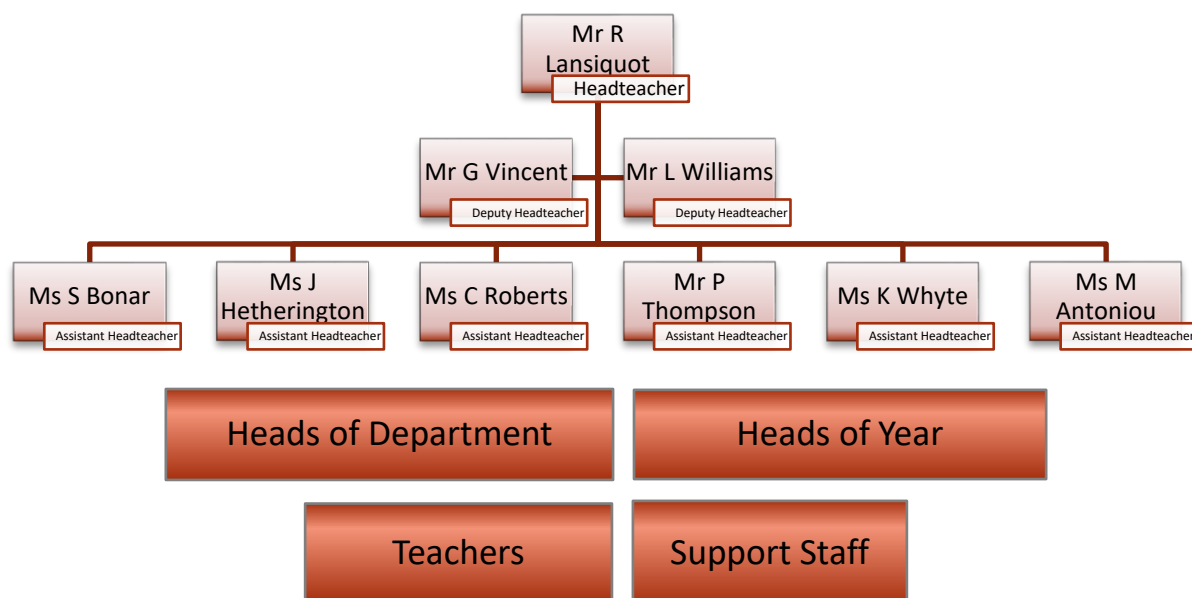 Mr R
Lansiquot
Headteacher
Mr G Vincent
Deputy Headteacher
Mr L Williams
Deputy Headteacher
Ms S Bonar
Assistant Headteacher
Ms J
Hetherington
Assistant Headteacher
Ms C Roberts
Assistant Headteacher
Mr P
Thompson
Assistant Headteacher
Ms K Whyte
Assistant Headteacher
Ms M
Antoniou
Assistant Headteacher
Heads of Department
Heads of Year
Teachers
Support Staff